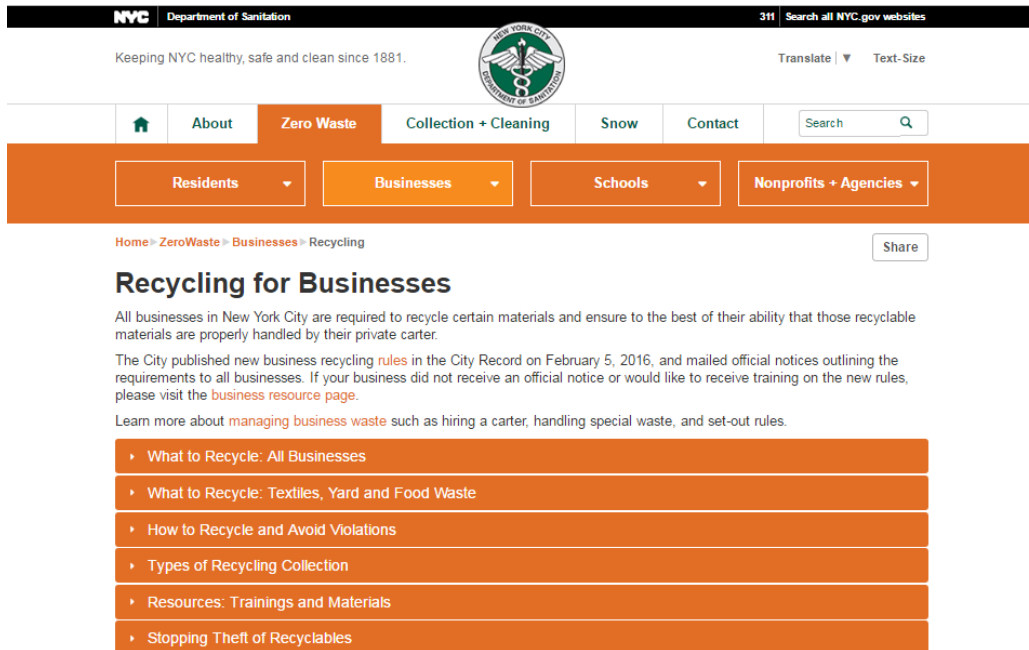 NYC Department of Sanitation 311 Search all NYC.gov websites
Keeping NYC healthy, safe and clean since 1881.
NEW YORK CITY
DEPARTMENT OF SANITATION
Translate | ▼ Text-Size
About Zero Waste Collection + Cleaning Snow Contact Search
Residents Businesses Schools Nonprofits + Agencies
Home ZeroWaste Businesses Recycling
Share
Recycling for Businesses
All businesses in New York City are required to recycle certain materials and ensure to the best of their ability that those recyclable
materials are properly handled by their private carter.
The City published new business recycling rules in the City Record on February 5, 2016, and mailed official notices outlining the
requirements to all businesses. If your business did not receive an official notice or would like to receive training on the new rules,
please visit the business resource page.
Learn more about managing business waste such as hiring a carter, handling special waste, and set-out rules.
What to Recycle: All Businesses
What to Recycle: Textiles, Yard and Food Waste
How to Recycle and Avoid Violations
Types of Recycling Collection
Resources: Trainings and Materials
Stopping Theft of Recyclables